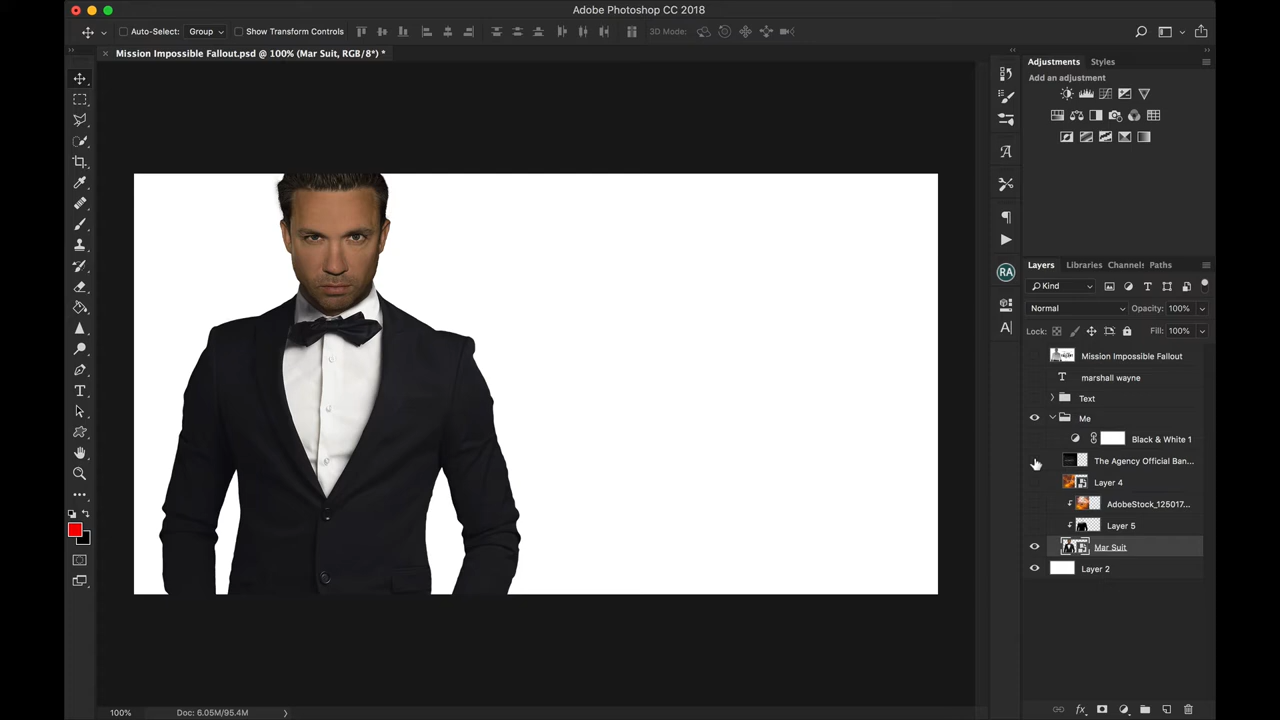 Adobe Photoshop CC 2018
Auto-Select: Group Show Transform Controls 3D Mode:
Mission Impossible Fallout.psd @ 100% (Mar Suit, RGB/8*) *
Adjustments Styles
Add an adjustment
Layers Libraries Channels Paths
Kind
Normal Opacity: 100%
Lock: Fill: 100%
Mission Impossible Fallout
marshall wayne
Text
Me
Black & White 1
The Agency Official Ban...
Layer 4
AdobeStock_125017...
Layer 5
Mar Suit
Layer 2
RA
100% Doc: 6.05M/95.4M